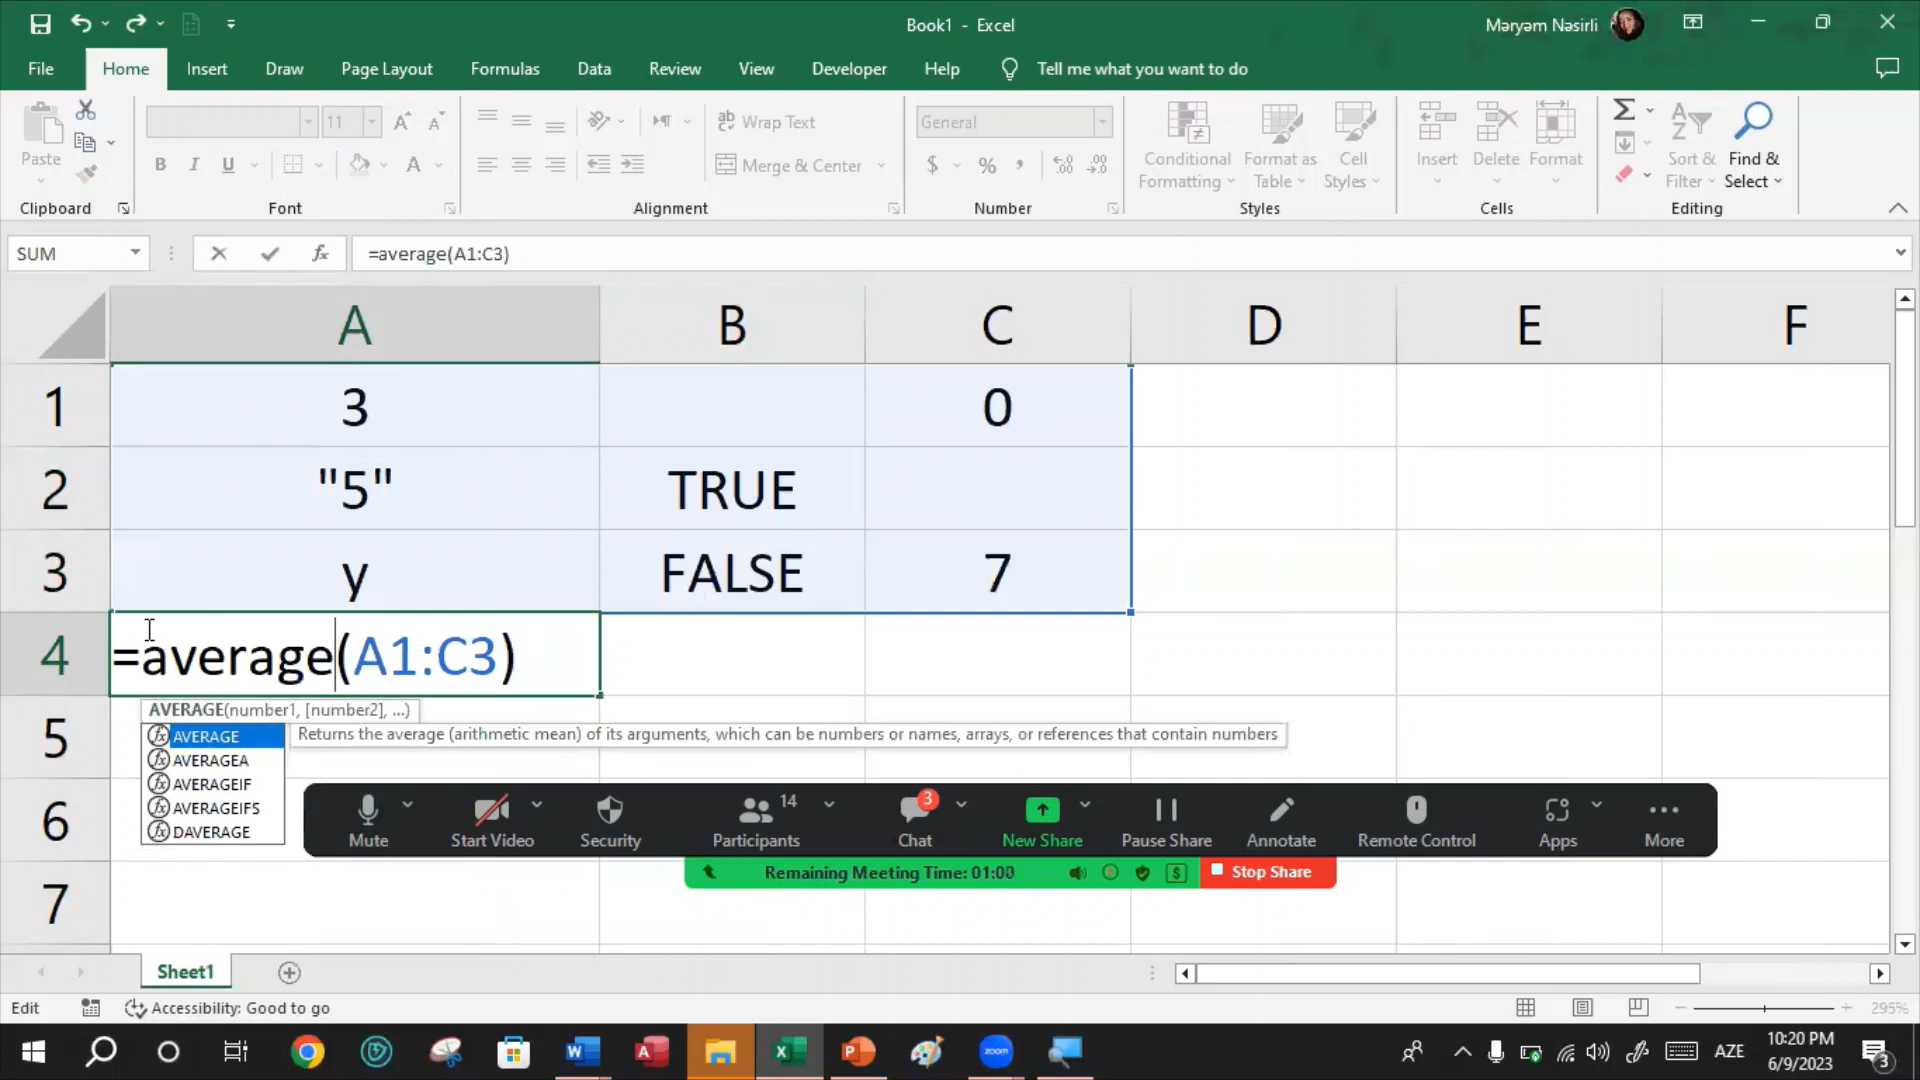 Book1 - Excel
Məryəm Nəsirli
File Home Insert Draw Page Layout Formulas Data Review View Developer Help Tell me what you want to do
Paste
Clipboard
11
B I U
A
Font
Wrap Text
Merge & Center
Alignment
General
$ % ,
Number
Conditional Formatting
Format as Table
Cell Styles
Styles
Insert Delete Format
Cells
Sort & Filter
Find & Select
Editing
SUM
fx
=average(A1:C3)
A B C D E F
1 3 0
2 "5" TRUE
3 y FALSE 7
4 =average(A1:C3)
AVERAGE(number1, [number2], ...)
5
AVERAGE
Returns the average (arithmetic mean) of its arguments, which can be numbers or names, arrays, or references that contain numbers
AVERAGEA
AVERAGEIF
AVERAGEIFS
DAVERAGE
6
Mute
Start Video
Security
14
Participants
3
Chat
New Share
Pause Share
Annotate
Remote Control
Apps
More
Remaining Meeting Time: 01:00
Stop Share
7
Sheet1
Edit
Accessibility: Good to go
295%
zoom
AZE
10:20 PM
6/9/2023
3